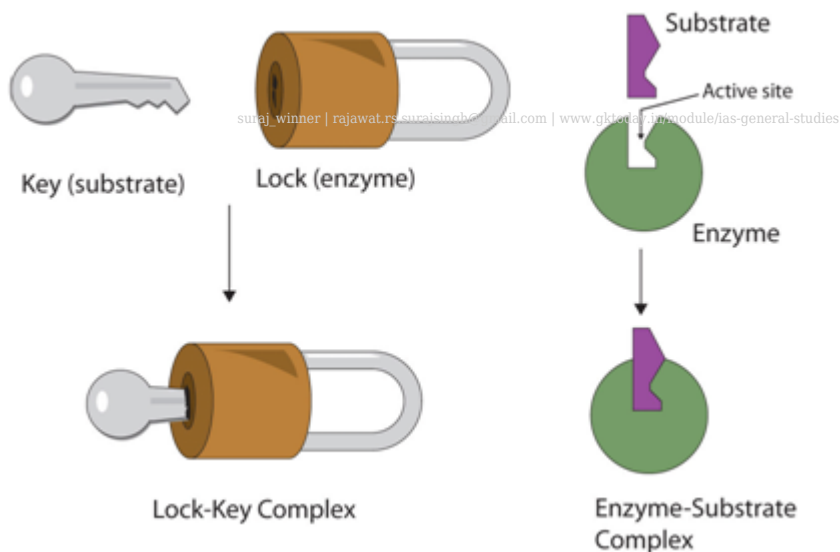 Substrate
Active site
suraj_winner | rajawat.rs.surajsingh@gmail.com | www.gktoday.in/module/ias-general-studies
Key (substrate)
Lock (enzyme)
Enzyme
Lock-Key Complex
Enzyme-Substrate
Complex